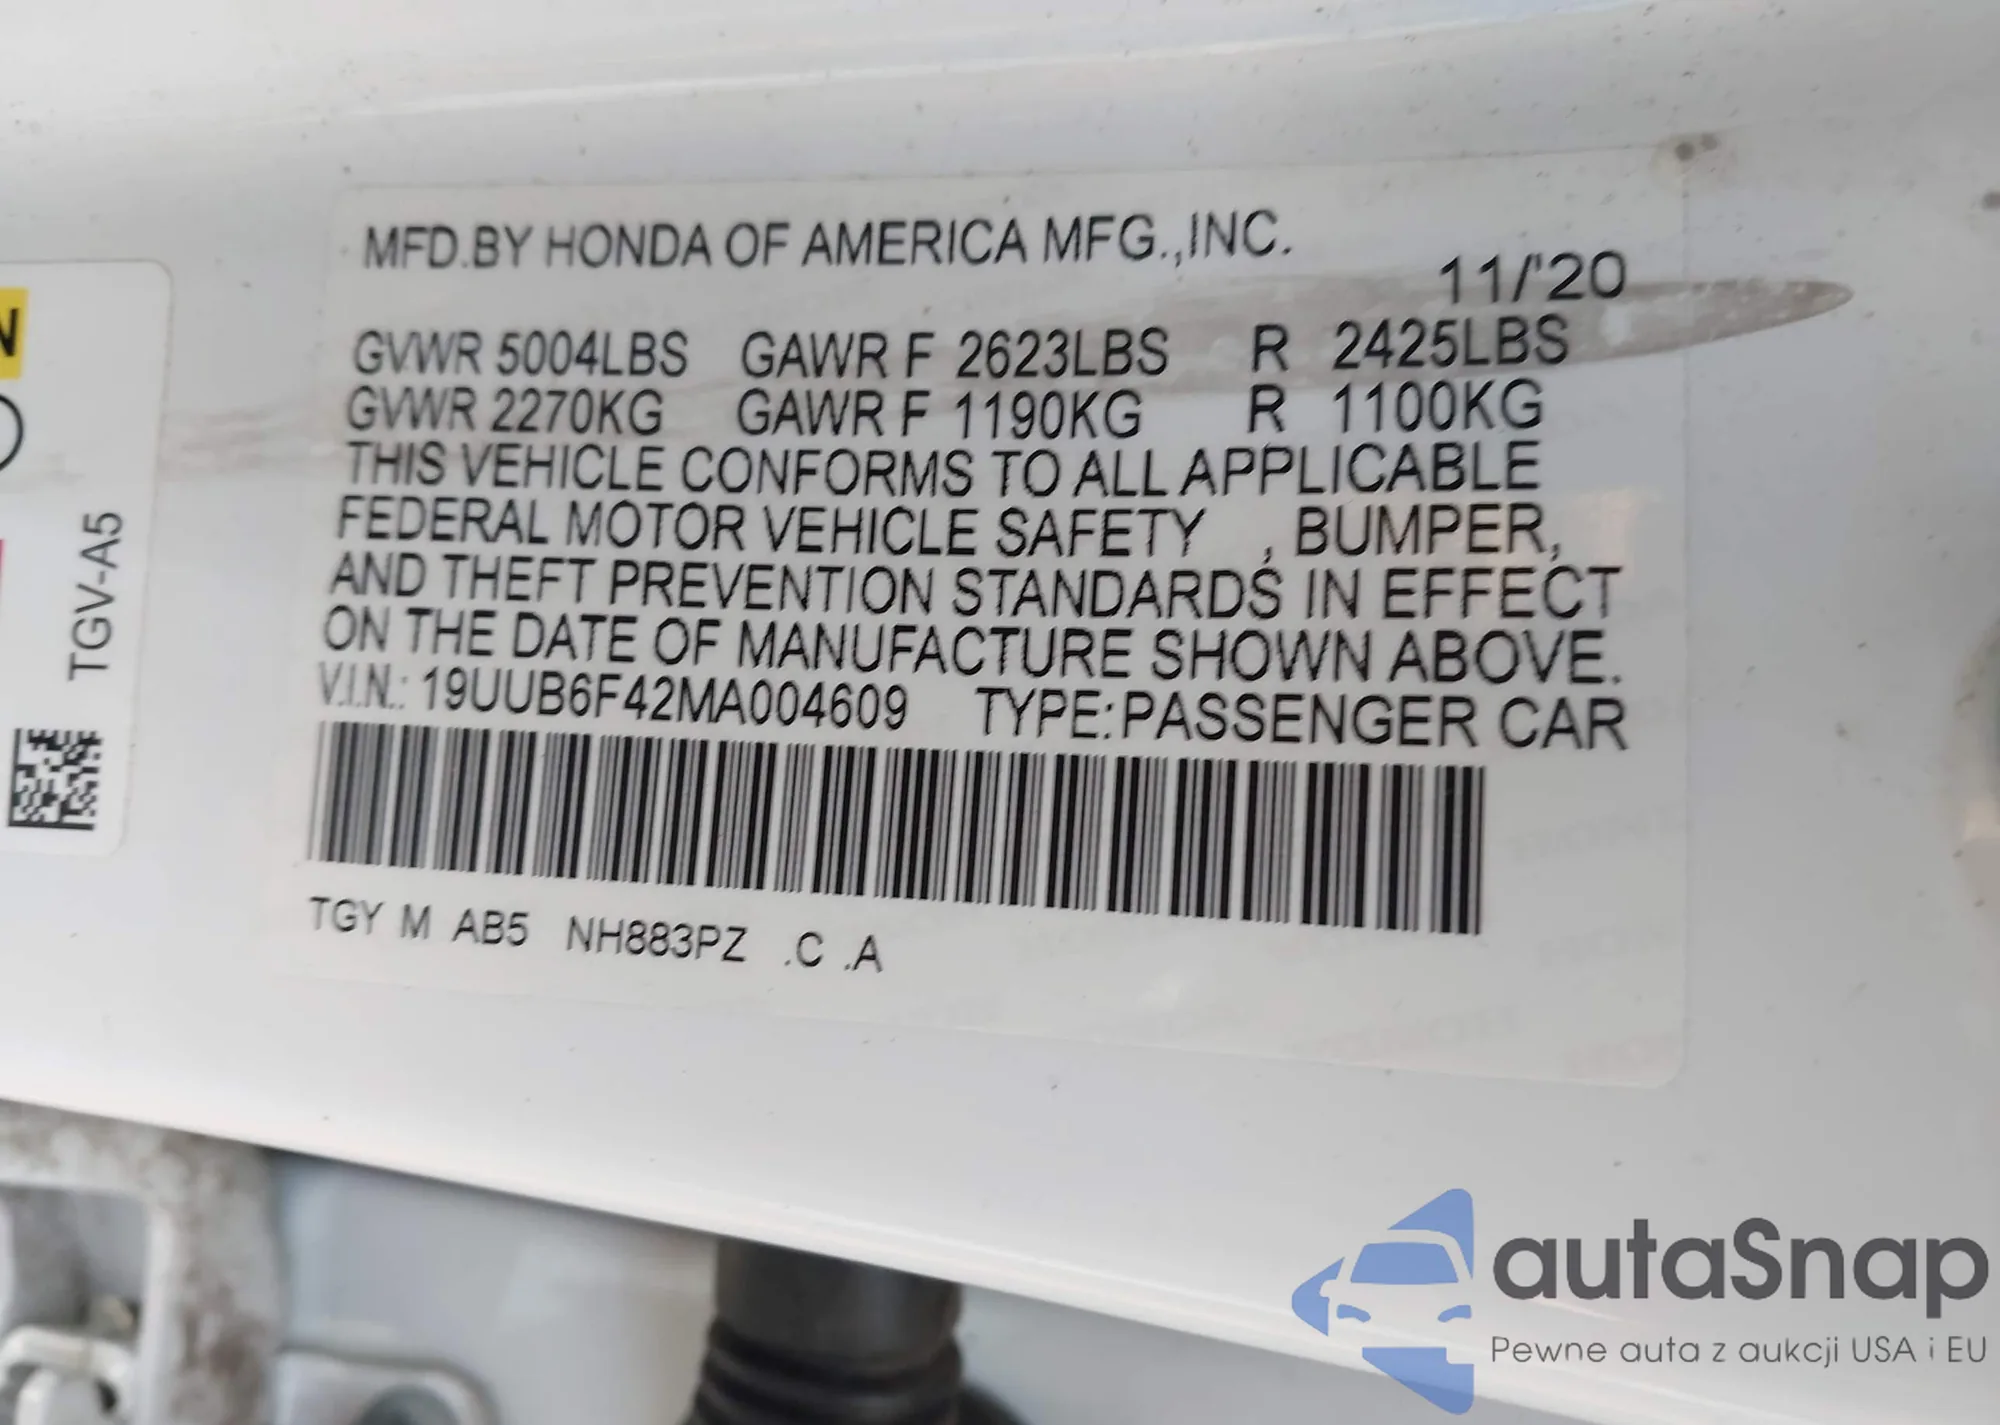 MFD.BY HONDA OF AMERICA MFG.,INC.
11/'20
GVWR 5004LBS GAWR F 2623LBS R 2425LBS
GVWR 2270KG GAWR F 1190KG R 1100KG
THIS VEHICLE CONFORMS TO ALL APPLICABLE
FEDERAL MOTOR VEHICLE SAFETY , BUMPER,
AND THEFT PREVENTION STANDARDS IN EFFECT
ON THE DATE OF MANUFACTURE SHOWN ABOVE.
V.I.N.: 19UUB6F42MA004609 TYPE:PASSENGER CAR
TGY M AB5 NH883PZ .C .A
N
TGV-A5
autaSnap
Pewne auta z aukcji USA i EU